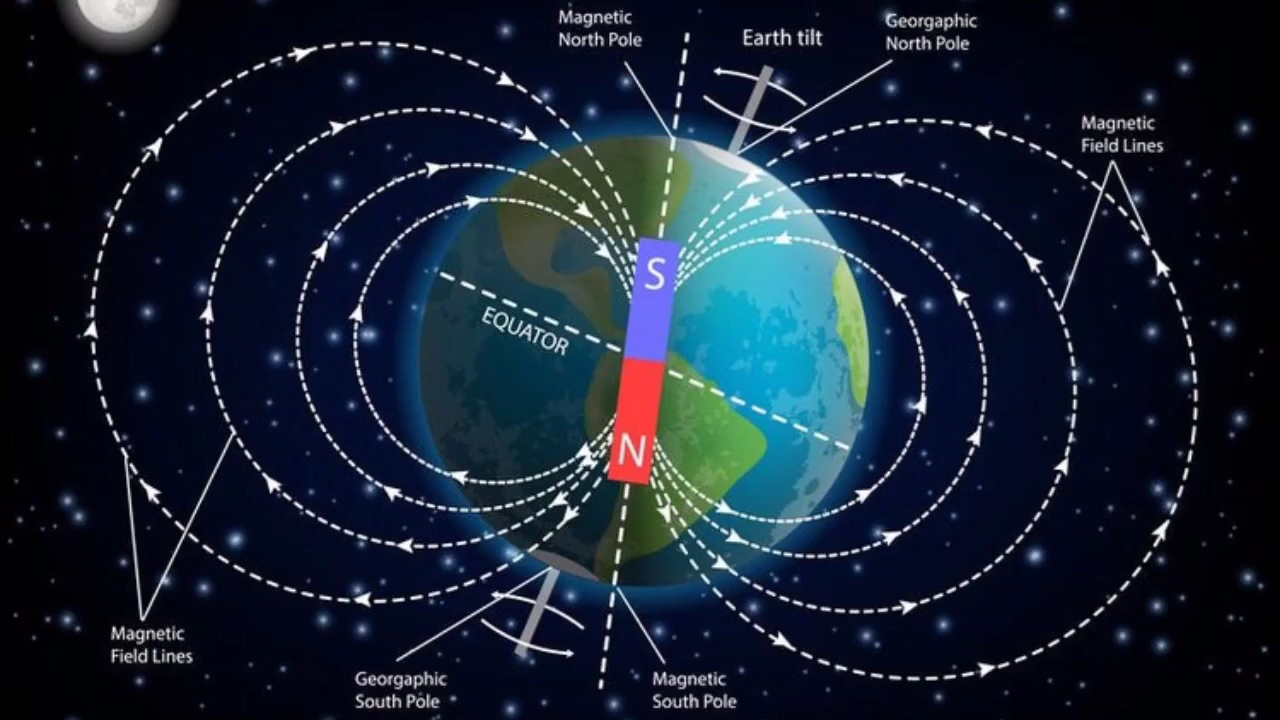 Magnetic
North Pole
Earth tilt
Georgaphic
North Pole
Magnetic
Field Lines
S
EQUATOR
N
Magnetic
Field Lines
Georgaphic
South Pole
Magnetic
South Pole